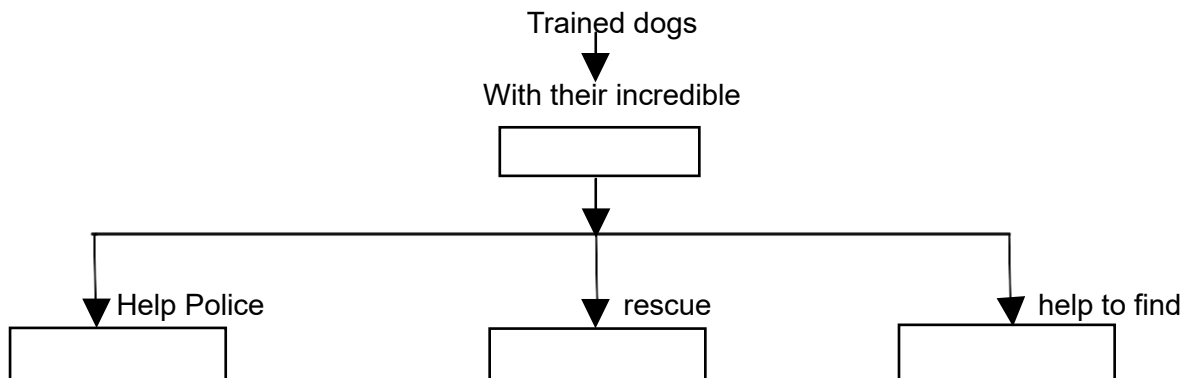 Trained dogs
With their incredible
Help Police
rescue
help to find